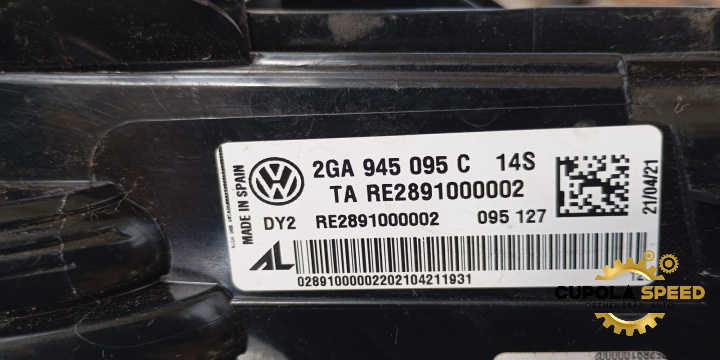 MADE IN SPAIN
2GA 945 095 C 14S
TA RE2891000002
DY2 RE2891000002 095 127
21/04/21
AL
02891000002202104211931
CUPOLA SPEED